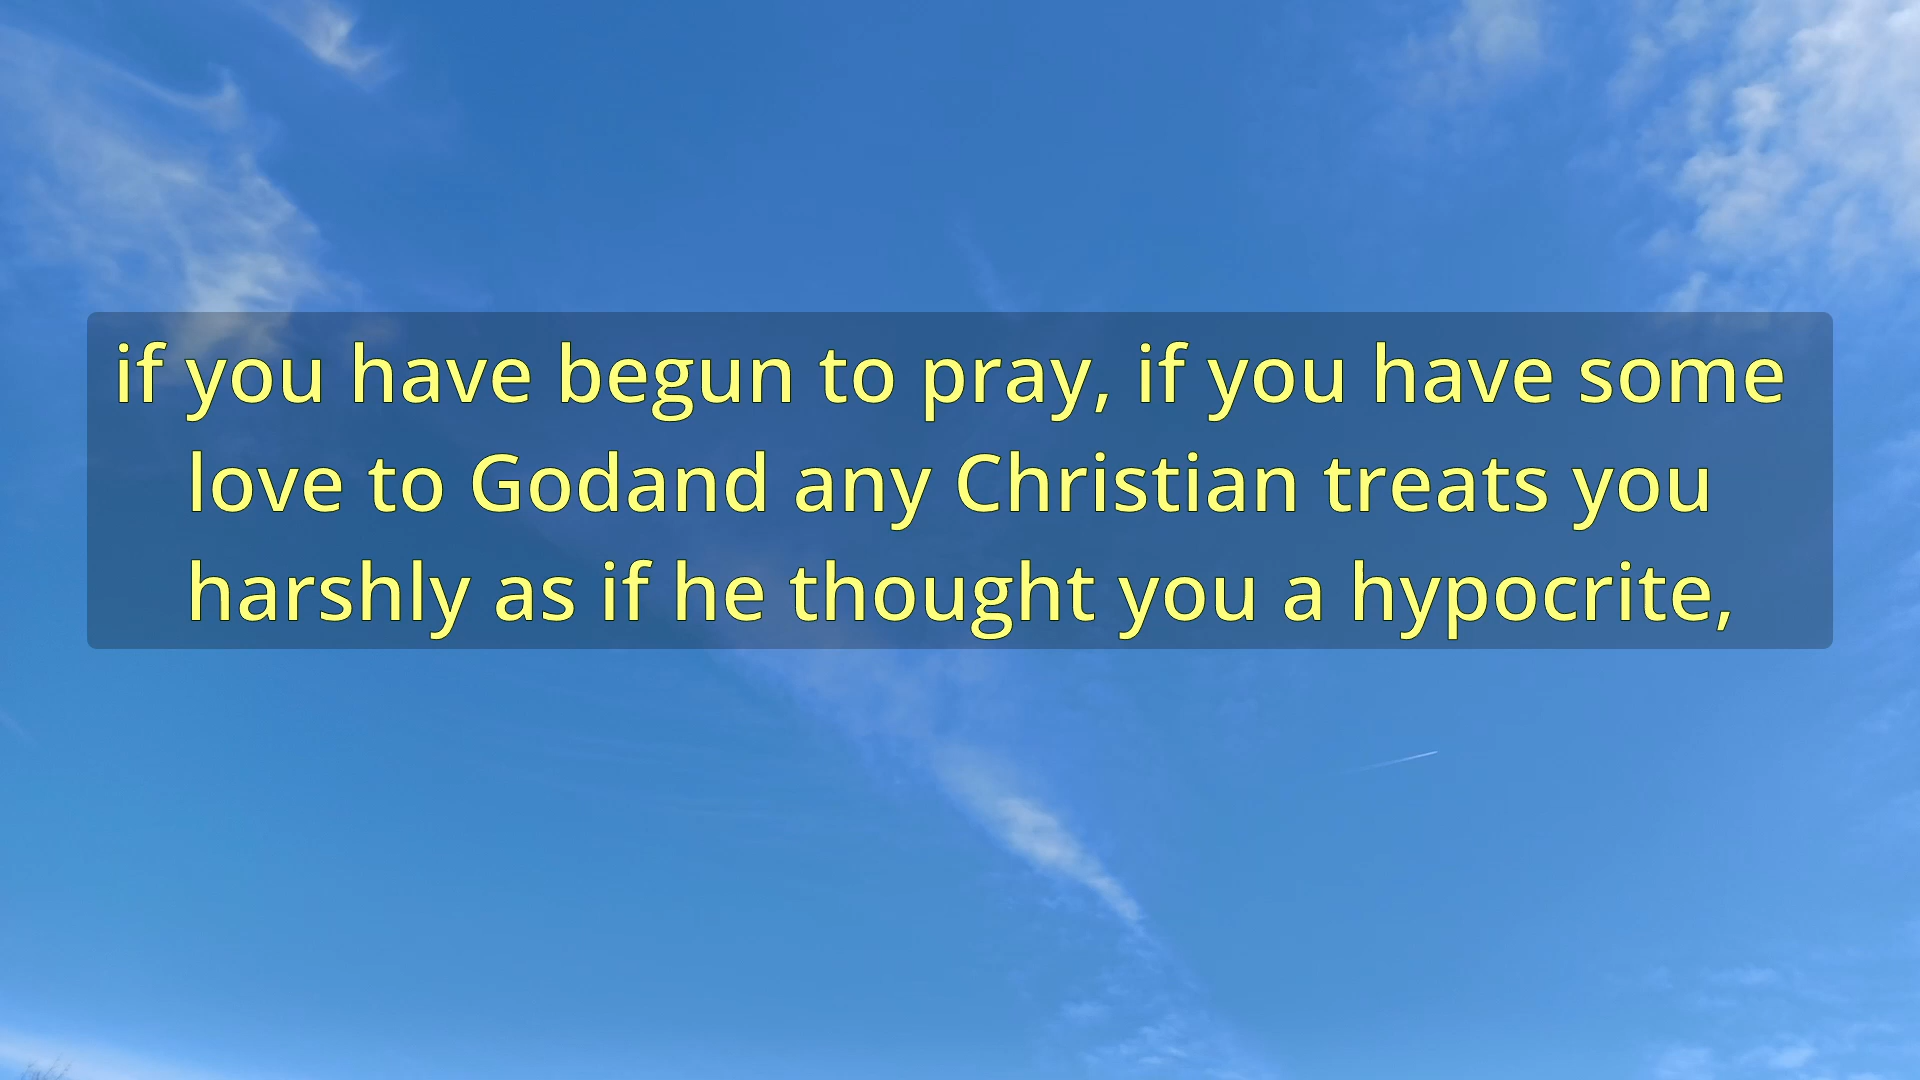 if you have begun to pray, if you have some
love to Godand any Christian treats you
harshly as if he thought you a hypocrite,